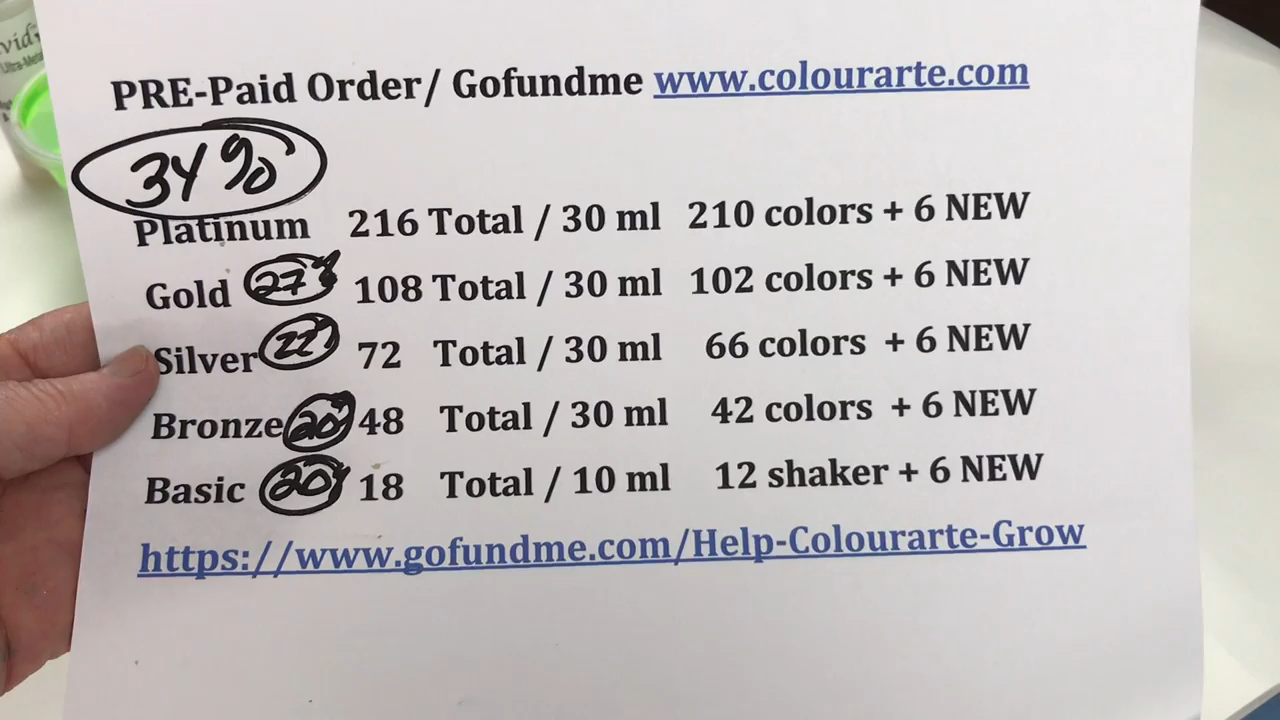 vid
Ultra-Meta
PRE-Paid Order/ Gofundme www.colourarte.com
34%
Platinum 216 Total / 30 ml 210 colors + 6 NEW
Gold 27% 108 Total / 30 ml 102 colors + 6 NEW
Silver 22% 72 Total / 30 ml 66 colors + 6 NEW
Bronze 20% 48 Total / 30 ml 42 colors + 6 NEW
Basic 20% 18 Total / 10 ml 12 shaker + 6 NEW
https://www.gofundme.com/Help-Colourarte-Grow